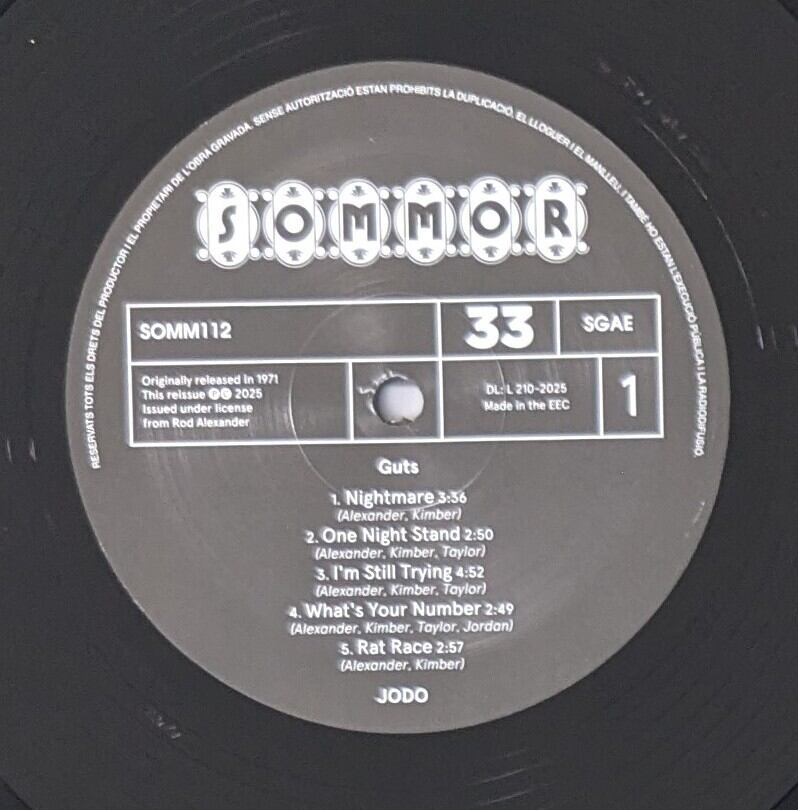 RESERVATS TOTS ELS DRETS DEL PRODUCTOR I EL PROPIETARI DE L'OBRA GRAVADA. SENSE AUTORITZACIÓ ESTAN PROHIBITS LA DUPLICACIÓ, EL LLOGUER I EL MANLLEU, I TAMBÉ HO ESTAN L'EXECUCIÓ PÚBLICA I LA RADIODIFUSIÓ.
SOMMOR
SOMM112
33
SGAE
Originally released in 1971
This reissue ℗ © 2025
Issued under license
from Rod Alexander
DL: L 210-2025
Made in the EEC
1
Guts
1. Nightmare 3:36
(Alexander, Kimber)
2. One Night Stand 2:50
(Alexander, Kimber, Taylor)
3. I'm Still Trying 4:52
(Alexander, Kimber, Taylor)
4. What's Your Number 2:49
(Alexander, Kimber, Taylor, Jordan)
5. Rat Race 2:57
(Alexander, Kimber)
JODO